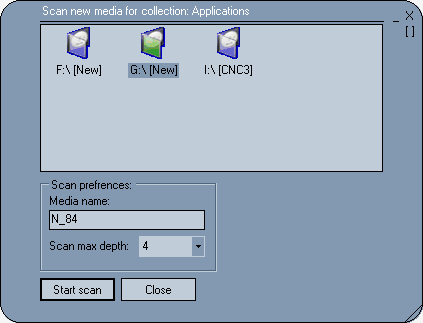 Scan new media for collection: Applications
_ X
[ ]
F:\ [New] G:\ [New] I:\ [CNC3]
Scan prefrences:
Media name:
N_84
Scan max depth: 4
Start scan Close